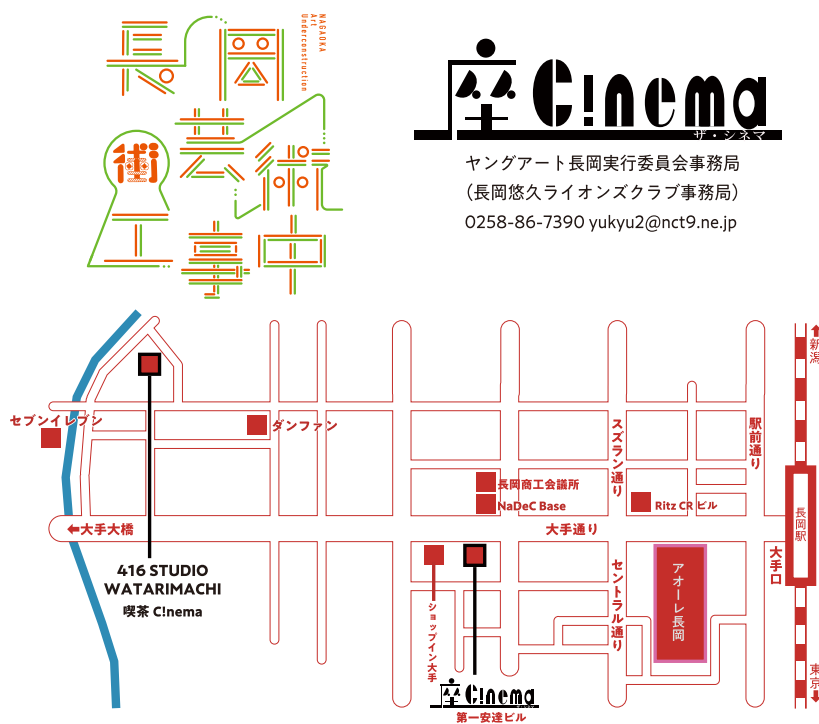 長岡芸術工事中
NAGAOKA
Art
Underconstruction
座 C!nema
ザ・シネマ
ヤングアート長岡実行委員会事務局
（長岡悠久ライオンズクラブ事務局）
0258-86-7390 yukyu2@nct9.ne.jp
新潟
セブンイレブン
ダンファン
スズラン通り
駅前通り
長岡商工会議所
NaDeC Base
Ritz CR ビル
長岡駅
←大手大橋
大手通り
大手口
416 STUDIO
WATARIMACHI
喫茶 C!nema
ショップイン大手
セントラル通り
アオーレ長岡
東京
座 C!nema
第一安達ビル